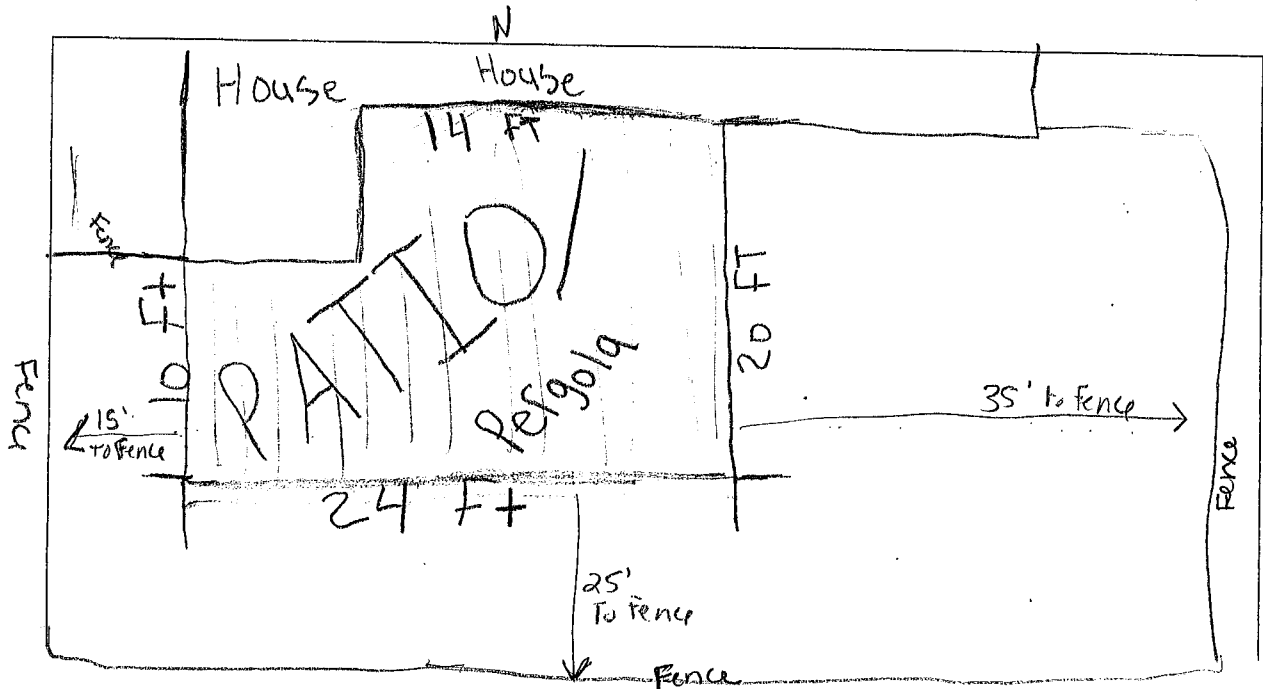 N
House
House
14 FT
Fence
10 Ft
PATIO/
Pergola
20 FT
35' to Fence
15'
To Fence
Fence
24 Ft
25'
To Fence
Fence
Fence